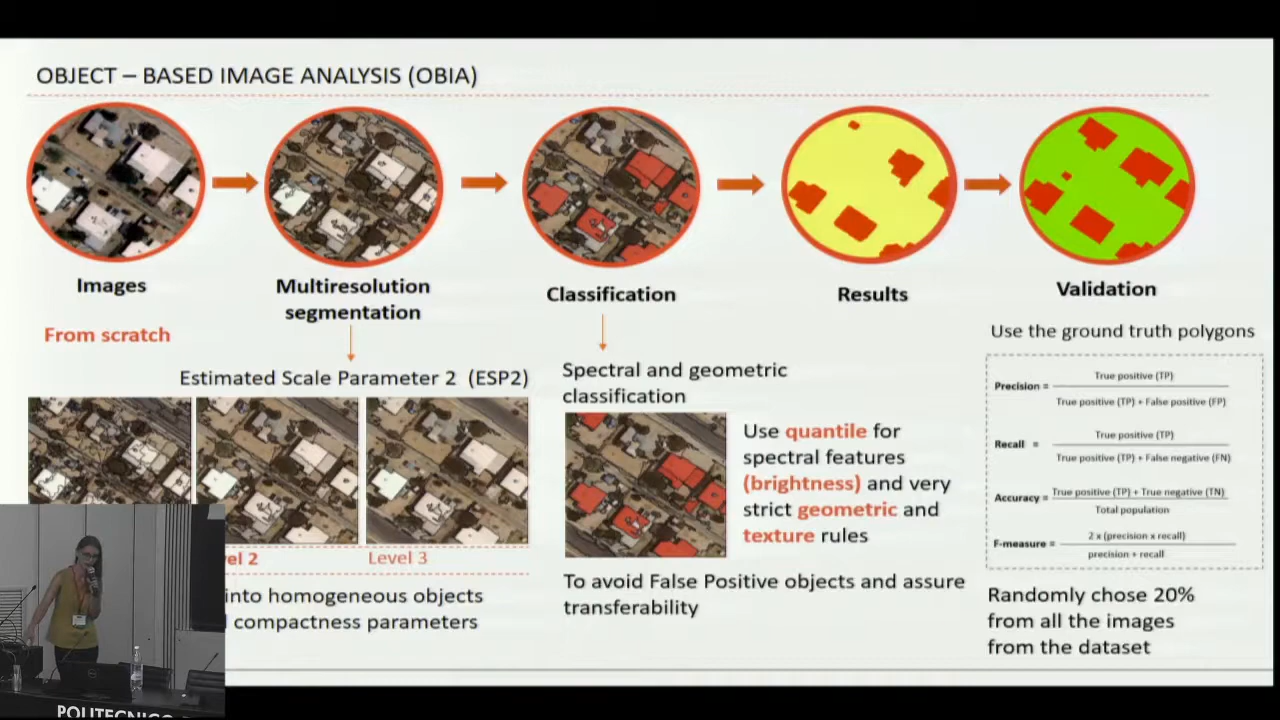 OBJECT – BASED IMAGE ANALYSIS (OBIA)
Images
Multiresolution
segmentation
Classification
Results
Validation
From scratch
Estimated Scale Parameter 2 (ESP2)
Level 3
into homogeneous objects
compactness parameters
Spectral and geometric
classification
Use quantile for
spectral features
(brightness) and very
strict geometric and
texture rules
To avoid False Positive objects and assure
transferability
Use the ground truth polygons
Precision = True positive (TP)
True positive (TP) + False positive (FP)
Recall = True positive (TP)
True positive (TP) + False negative (FN)
Accuracy = True positive (TP) + True negative (TN)
Total population
F-measure = 2 x (precision x recall)
precision + recall
Randomly chose 20%
from all the images
from the dataset
POLITECNICO